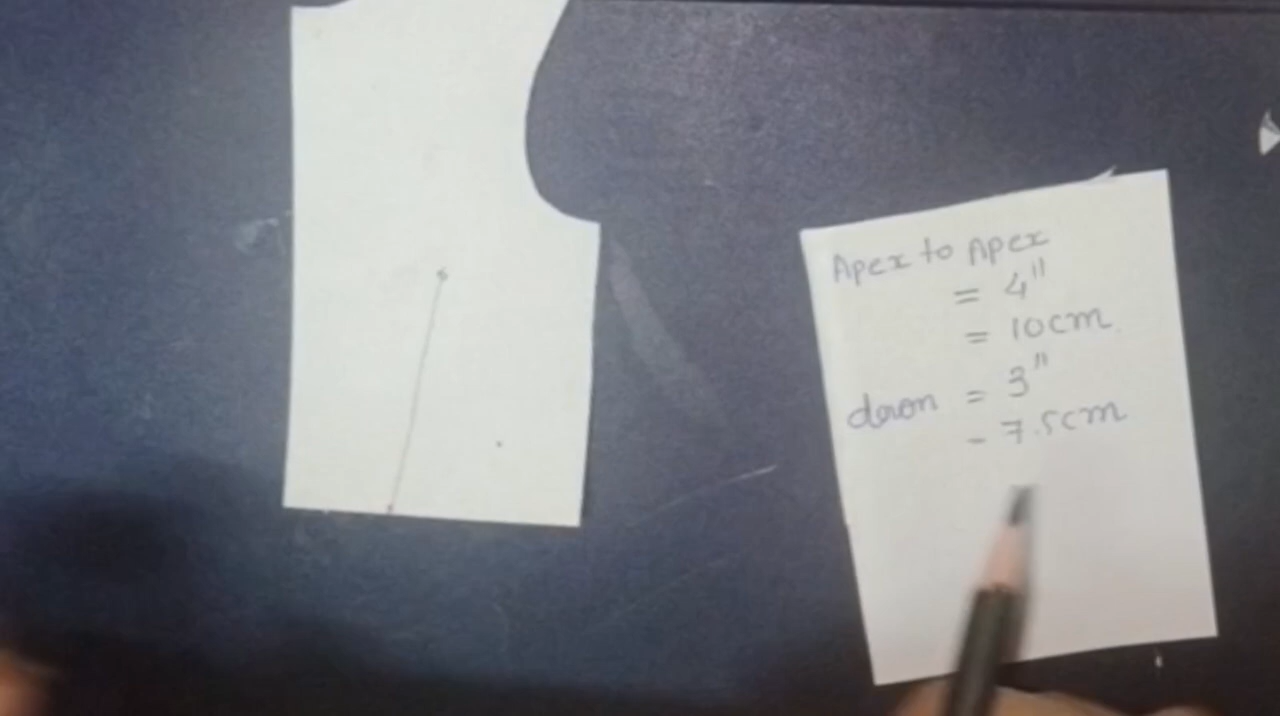 Apex to Apex
= 4"
= 10cm
down = 3"
- 7.5cm